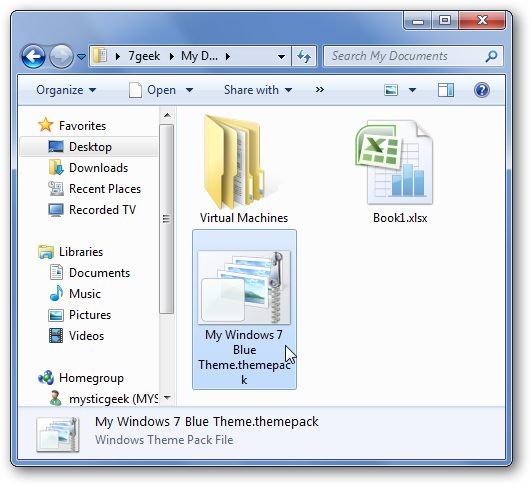 7geek
My D...
Search My Documents
Organize
Open
Share with
»
Favorites
Desktop
Downloads
Recent Places
Recorded TV
Libraries
Documents
Music
Pictures
Videos
Homegroup
mysticgeek (MYS
Virtual Machines
Book1.xlsx
My Windows 7
Blue
Theme.themepac
k
My Windows 7 Blue Theme.themepack
Windows Theme Pack File